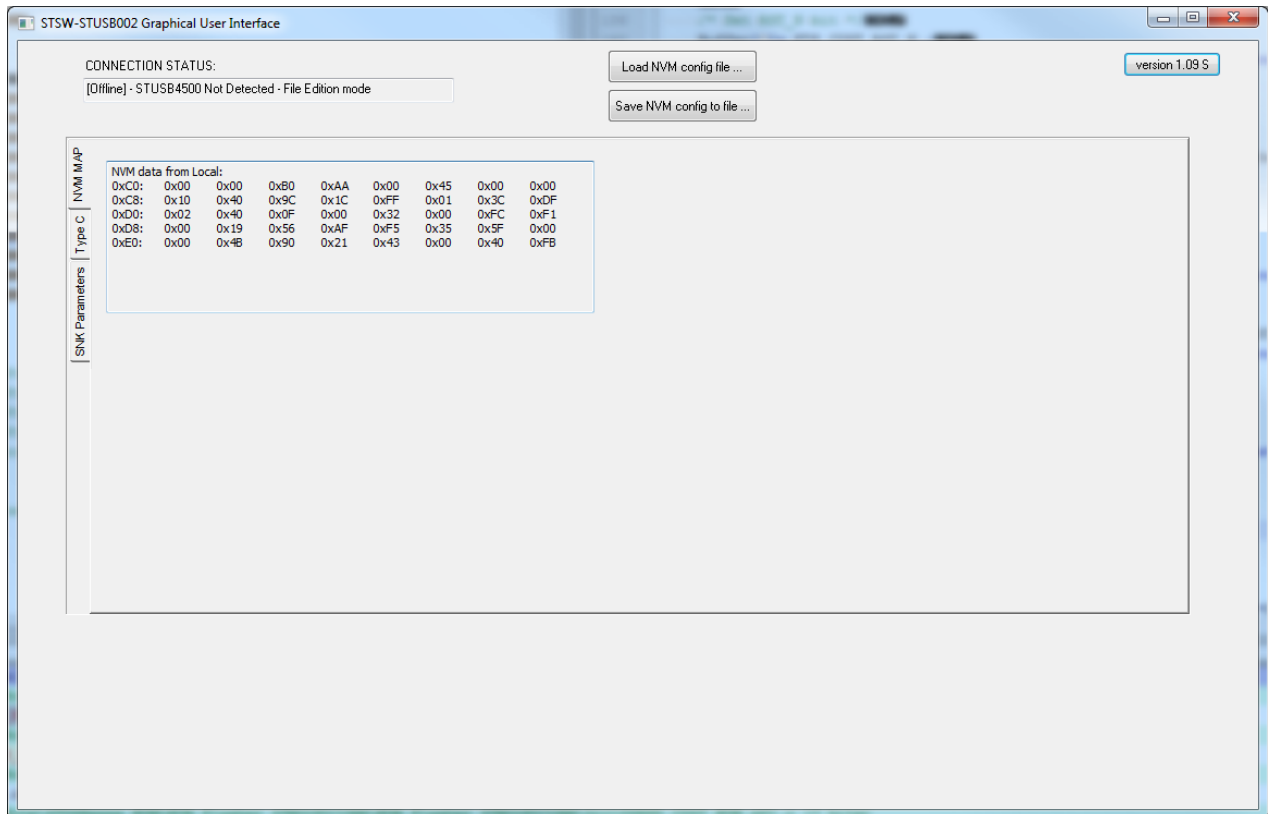 STSW-STUSB002 Graphical User Interface
CONNECTION STATUS:
[Offline] - STUSB4500 Not Detected - File Edition mode
Load NVM config file ...
Save NVM config to file ...
version 1.09 S
NVM MAP
Type C
SNK Parameters
NVM data from Local:
0xC0: 0x00 0x00 0xB0 0xAA 0x00 0x45 0x00 0x00
0xC8: 0x10 0x40 0x9C 0x1C 0xFF 0x01 0x3C 0xDF
0xD0: 0x02 0x40 0x0F 0x00 0x32 0x00 0xFC 0xF1
0xD8: 0x00 0x19 0x56 0xAF 0xF5 0x35 0x5F 0x00
0xE0: 0x00 0x4B 0x90 0x21 0x43 0x00 0x40 0xFB